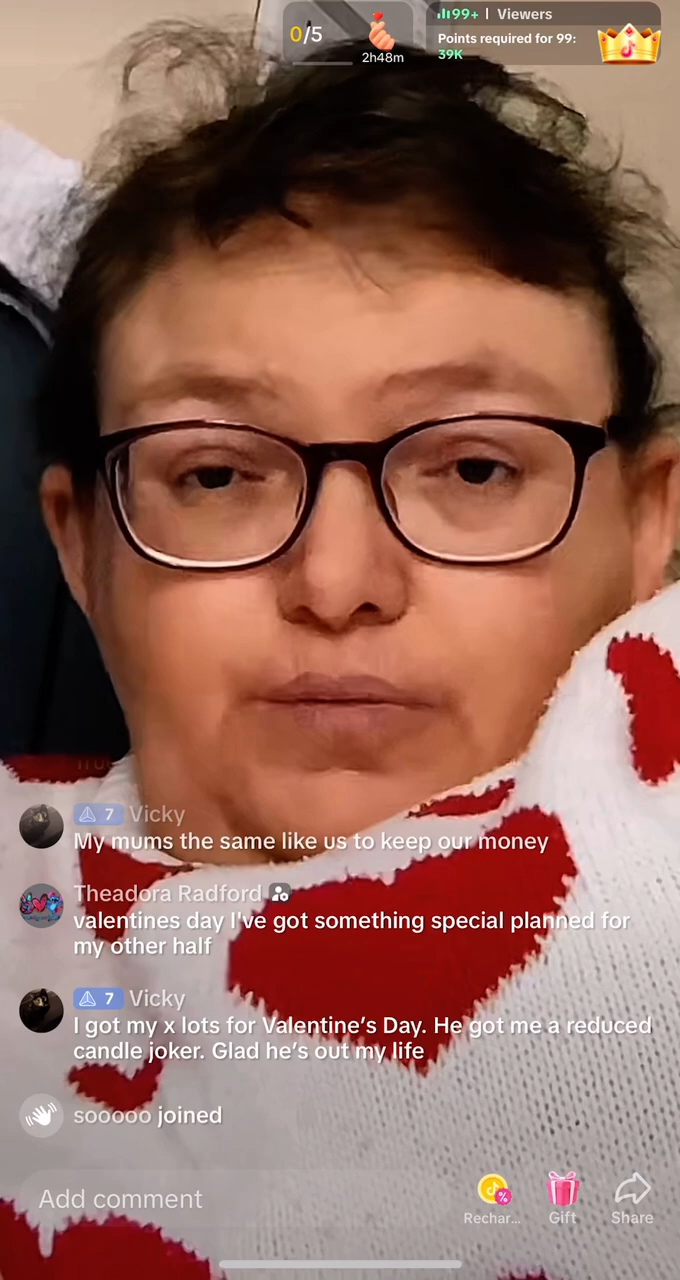 0/5
2h48m
99+ | Viewers
Points required for 99:
39K
7 Vicky
My mums the same like us to keep our money
Theadora Radford
valentines day I've got something special planned for
my other half
7 Vicky
I got my x lots for Valentine’s Day. He got me a reduced
candle joker. Glad he’s out my life
sooooo joined
Add comment
Rechar...
Gift
Share